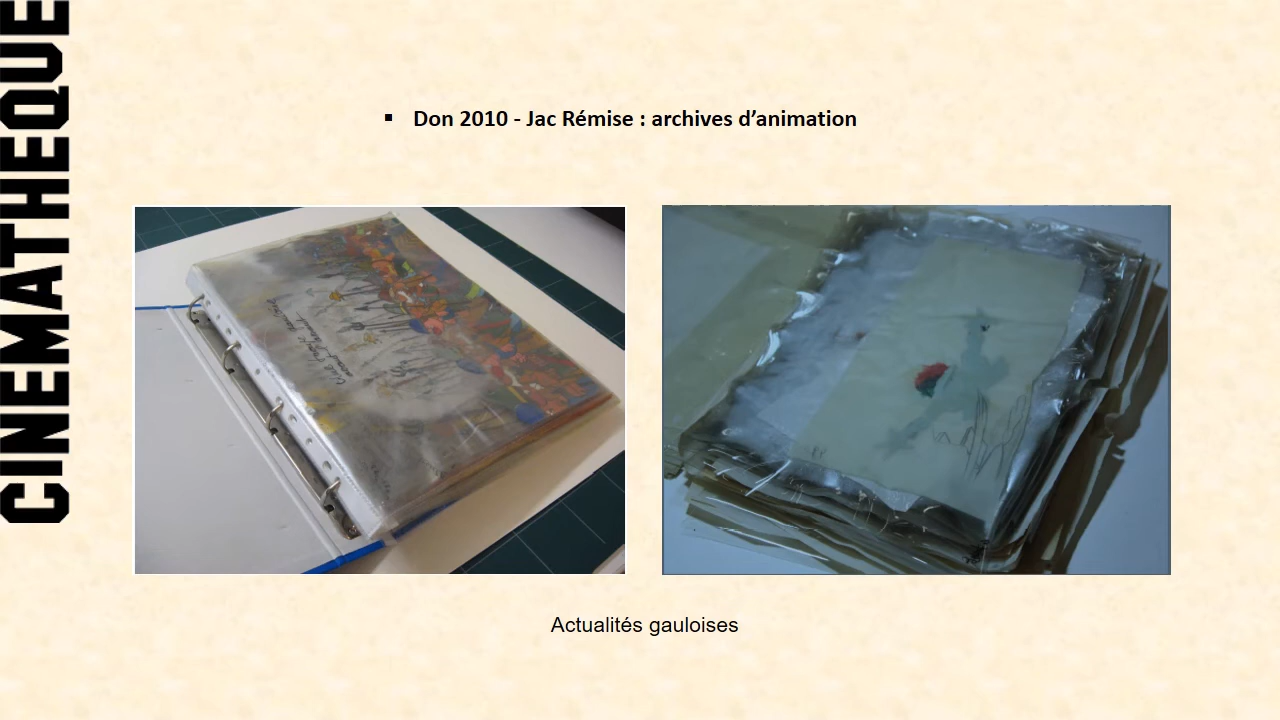 CINEMATHEQUE
▪ Don 2010 - Jac Rémise : archives d’animation
Actualités gauloises